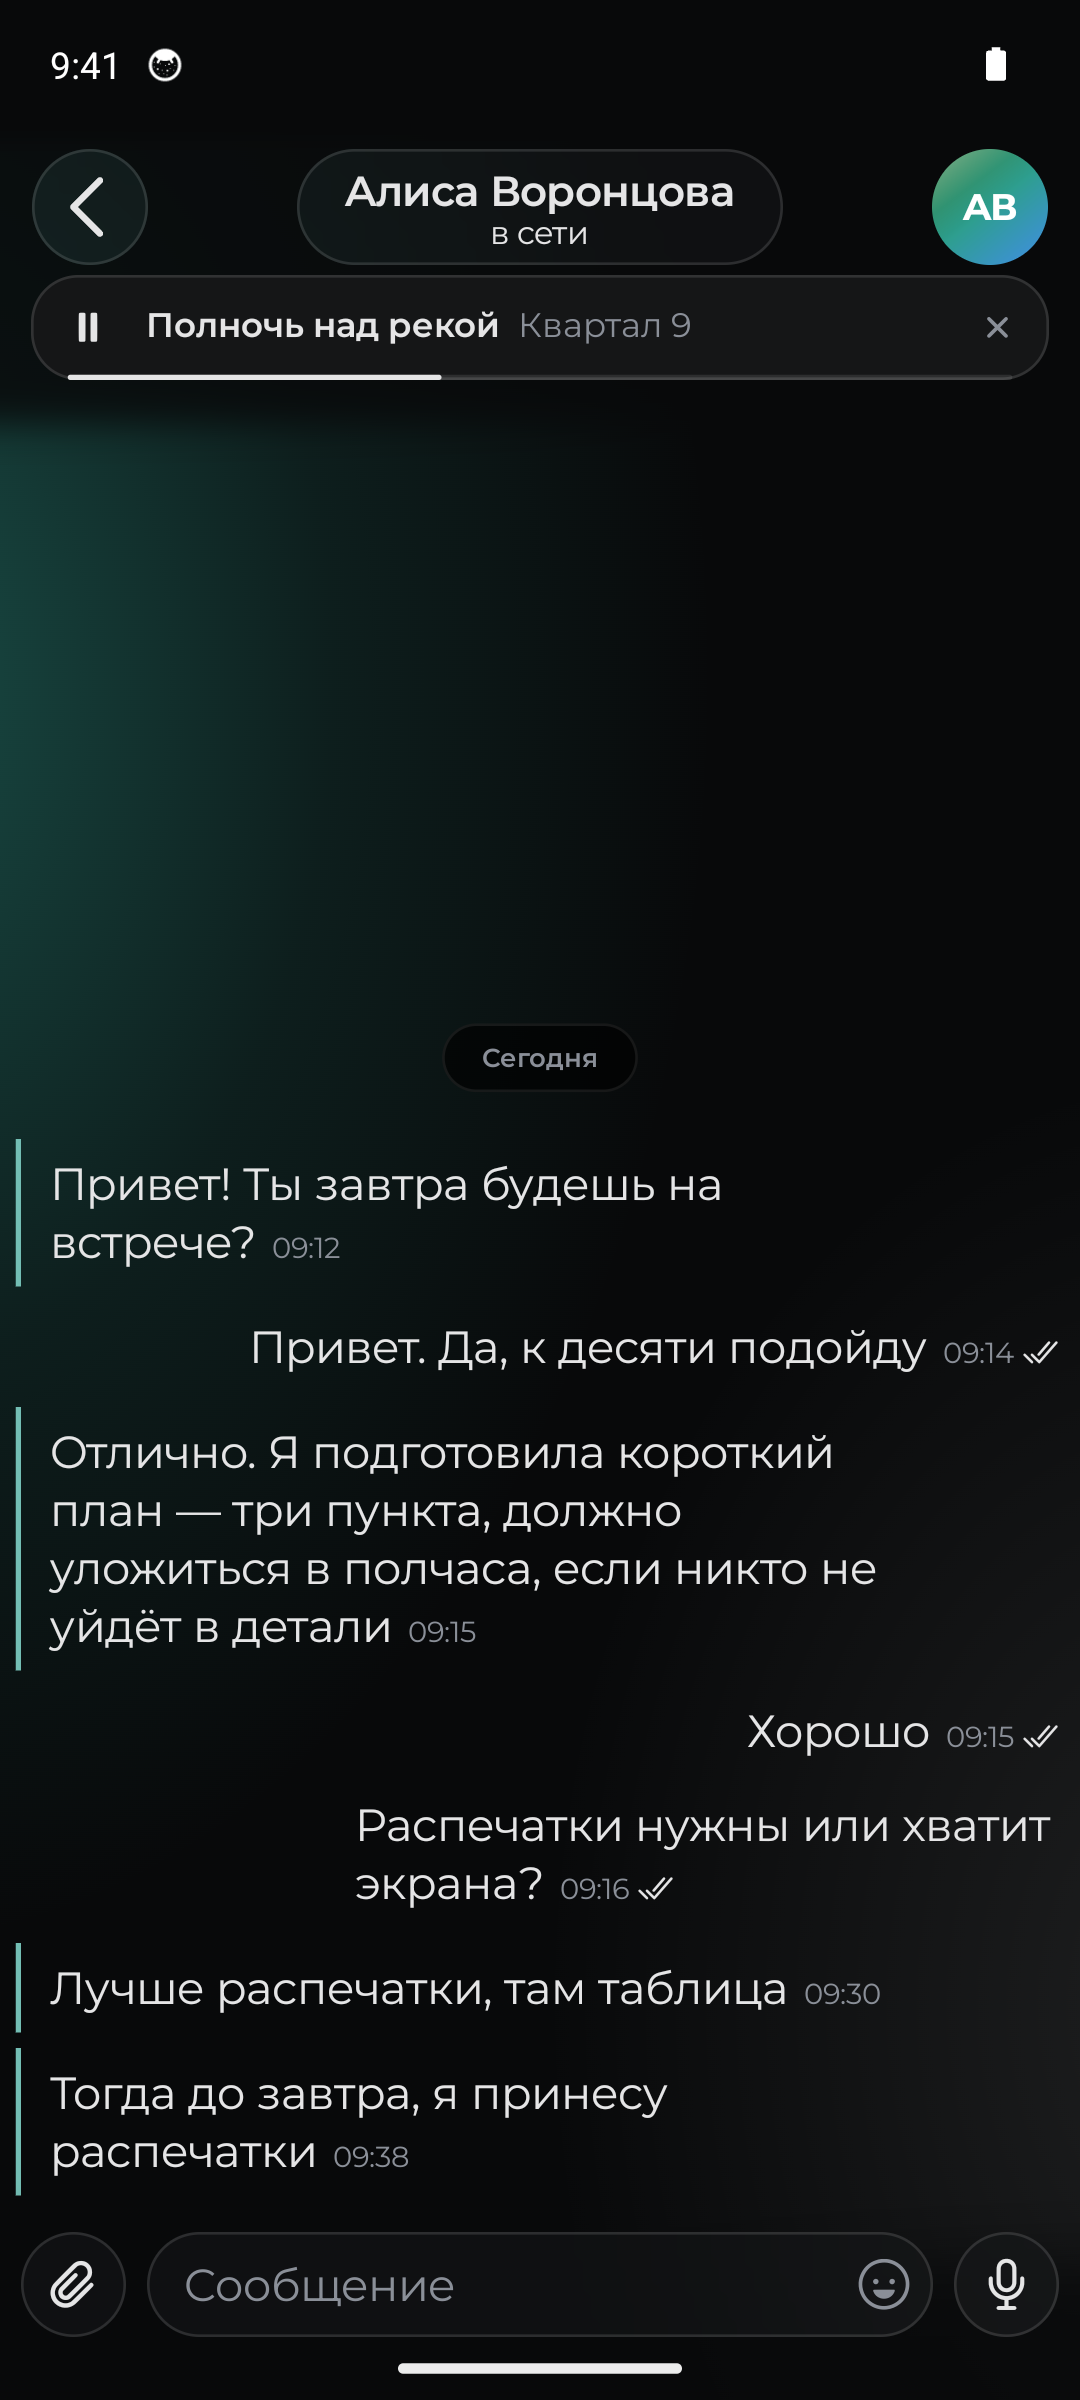 9:41
Алиса Воронцова
в сети
АВ
Полночь над рекой Квартал 9
Сегодня
Привет! Ты завтра будешь на
встрече? 09:12
Привет. Да, к десяти подойду 09:14
Отлично. Я подготовила короткий
план — три пункта, должно
уложиться в полчаса, если никто не
уйдёт в детали 09:15
Хорошо 09:15
Распечатки нужны или хватит
экрана? 09:16
Лучше распечатки, там таблица 09:30
Тогда до завтра, я принесу
распечатки 09:38
Сообщение